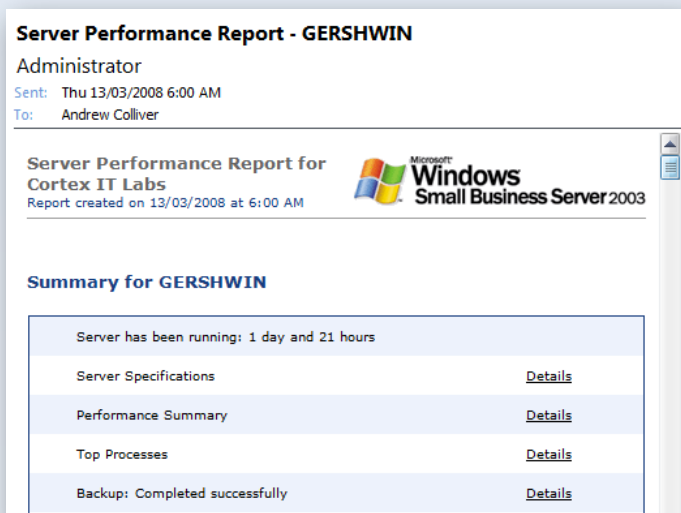 Server Performance Report - GERSHWIN
Administrator
Sent: Thu 13/03/2008 6:00 AM
To: Andrew Colliver
Server Performance Report for
Cortex IT Labs
Report created on 13/03/2008 at 6:00 AM
Microsoft
Windows
Small Business Server 2003
Summary for GERSHWIN
Server has been running: 1 day and 21 hours
Server Specifications Details
Performance Summary Details
Top Processes Details
Backup: Completed successfully Details